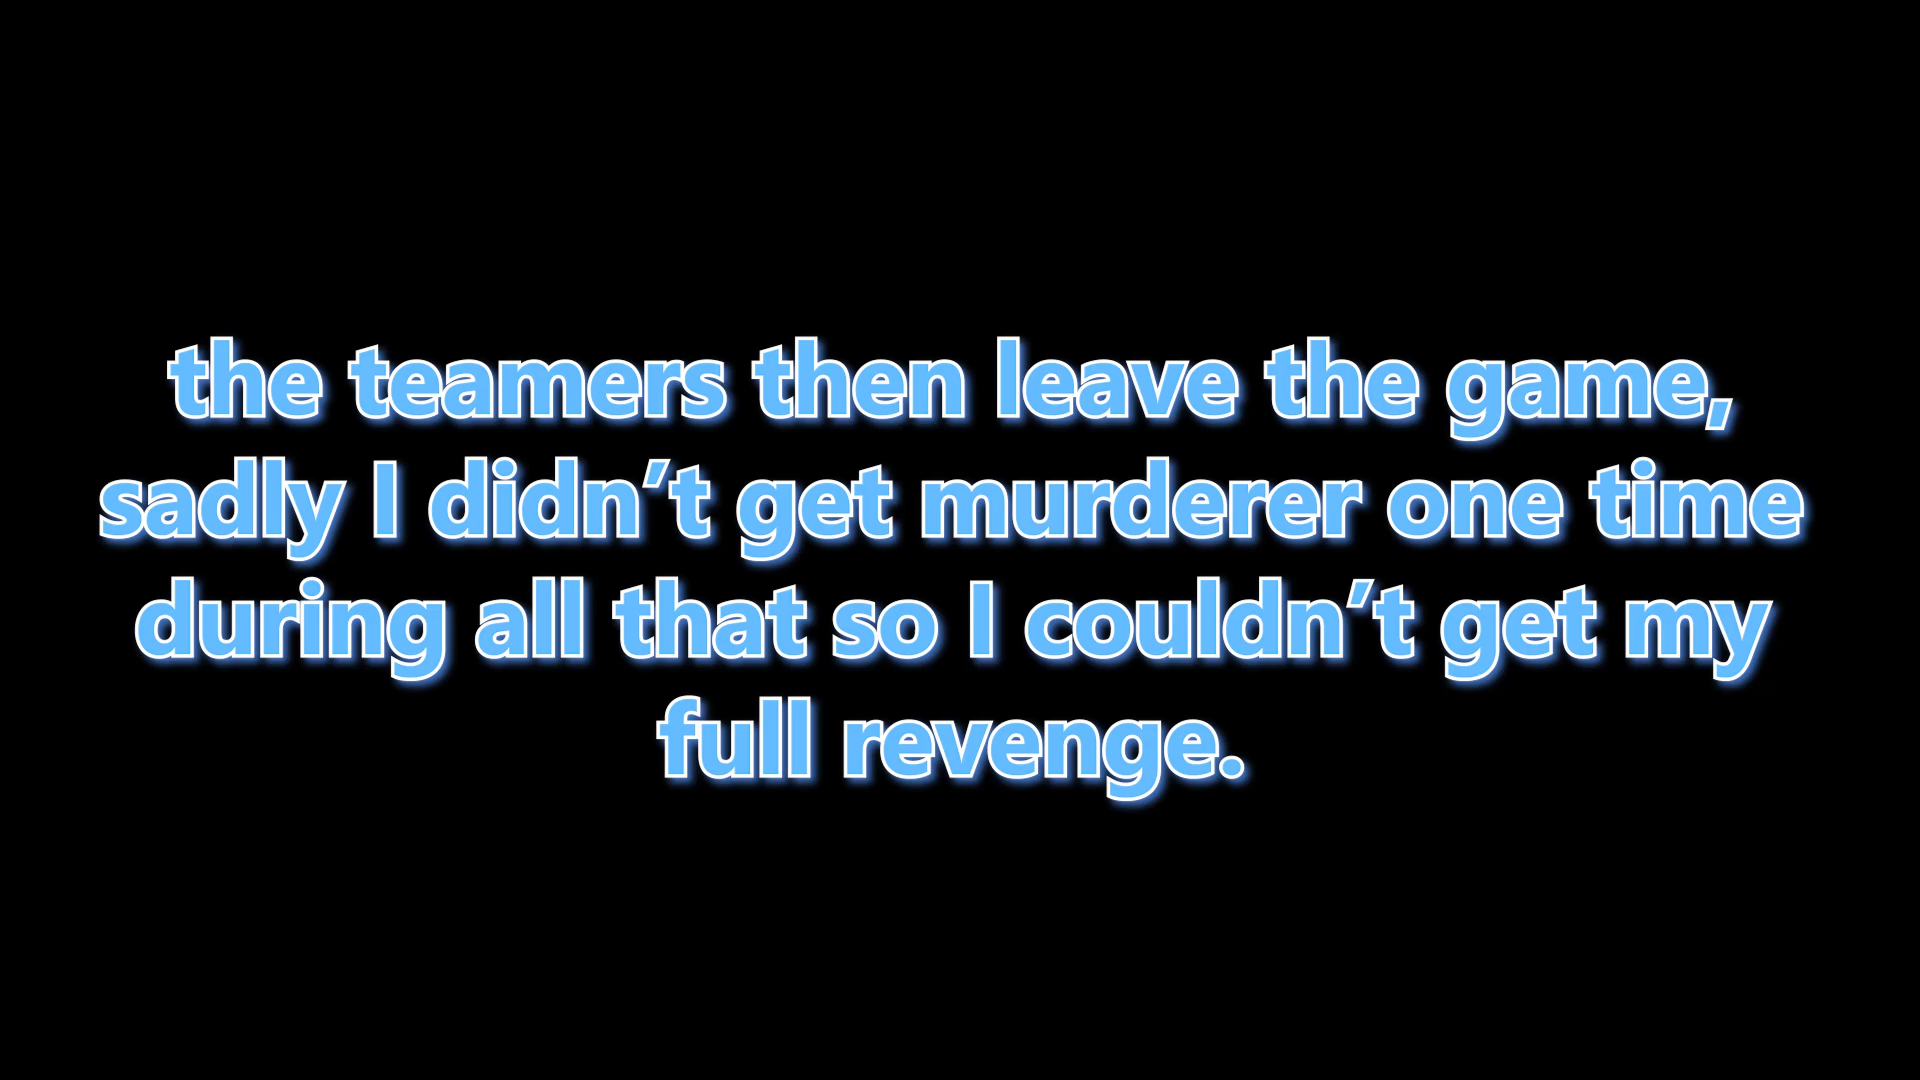 the teamers then leave the game,
sadly I didn’t get murderer one time
during all that so I couldn’t get my
full revenge.